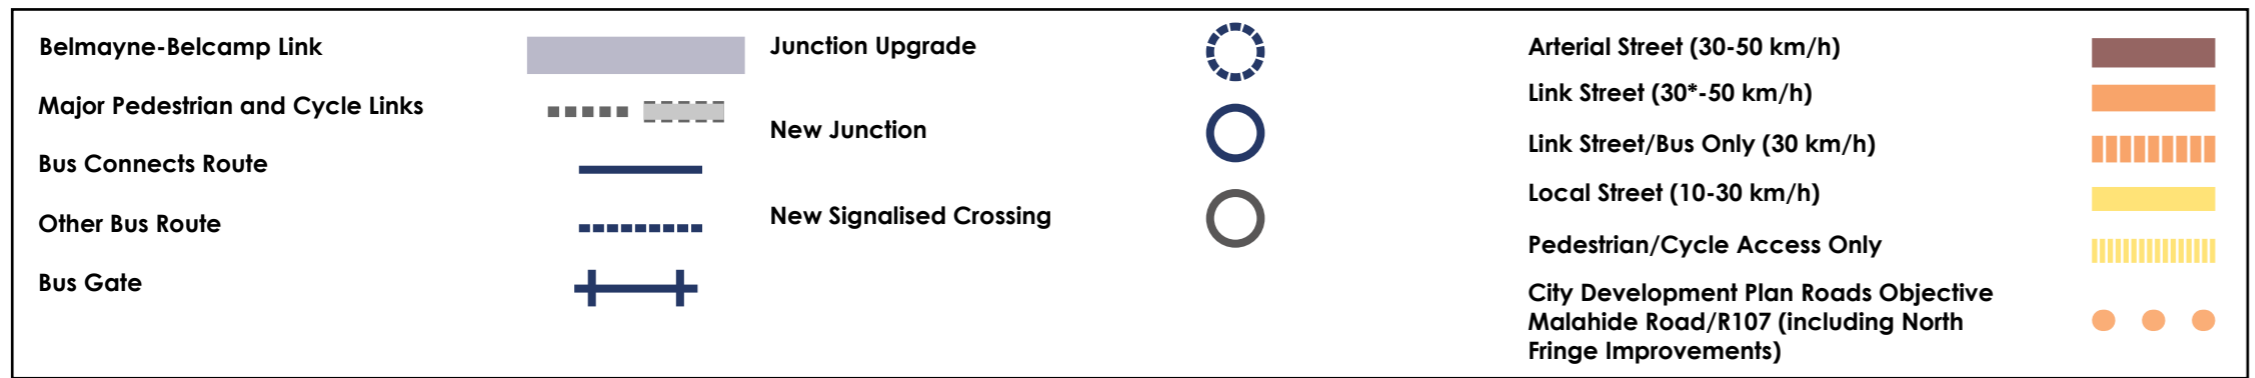 Belmayne-Belcamp Link
Major Pedestrian and Cycle Links
Bus Connects Route
Other Bus Route
Bus Gate
Junction Upgrade
New Junction
New Signalised Crossing
Arterial Street (30-50 km/h)
Link Street (30*-50 km/h)
Link Street/Bus Only (30 km/h)
Local Street (10-30 km/h)
Pedestrian/Cycle Access Only
City Development Plan Roads Objective
Malahide Road/R107 (including North
Fringe Improvements)